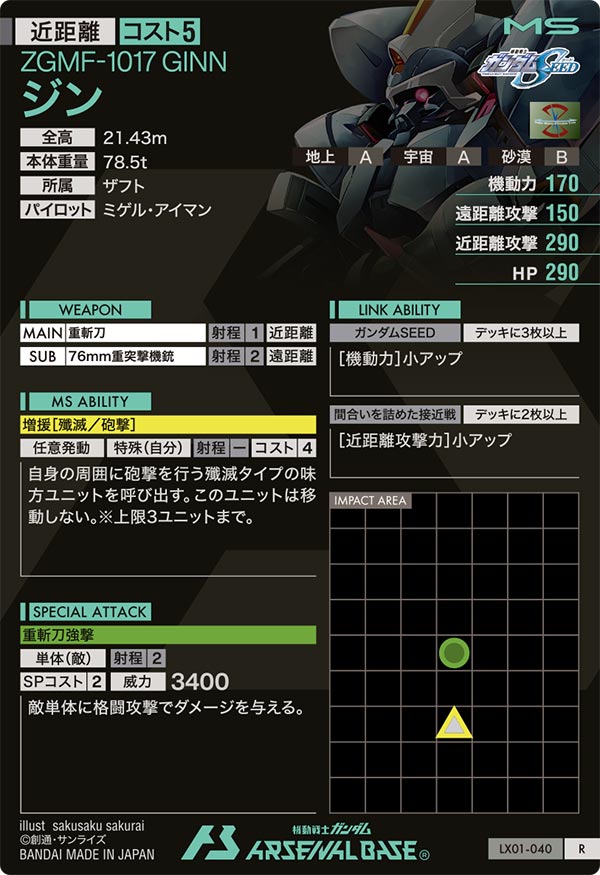 近距離 コスト5
MS
ZGMF-1017 GINN
機動戦士
ガンダムSEED
ジン
全高 21.43m
本体重量 78.5t
所属 ザフト
パイロット ミゲル・アイマン
地上 A 宇宙 A 砂漠 B
機動力 170
遠距離攻撃 150
近距離攻撃 290
HP 290
WEAPON
MAIN 重斬刀 射程 1 近距離
SUB 76mm重突撃機銃 射程 2 遠距離
MS ABILITY
増援[殲滅/砲撃]
任意発動 特殊(自分) 射程 ー コスト 4
自身の周囲に砲撃を行う殲滅タイプの味
方ユニットを呼び出す。このユニットは移
動しない。※上限3ユニットまで。
SPECIAL ATTACK
重斬刀強撃
単体(敵) 射程 2
SPコスト 2 威力 3400
敵単体に格闘攻撃でダメージを与える。
LINK ABILITY
ガンダムSEED デッキに3枚以上
[機動力]小アップ
間合いを詰めた接近戦 デッキに2枚以上
[近距離攻撃力]小アップ
IMPACT AREA
illust sakusaku sakurai
©創通・サンライズ
BANDAI MADE IN JAPAN
機動戦士ガンダム
AB ARSENAL BASE®
LX01-040 R